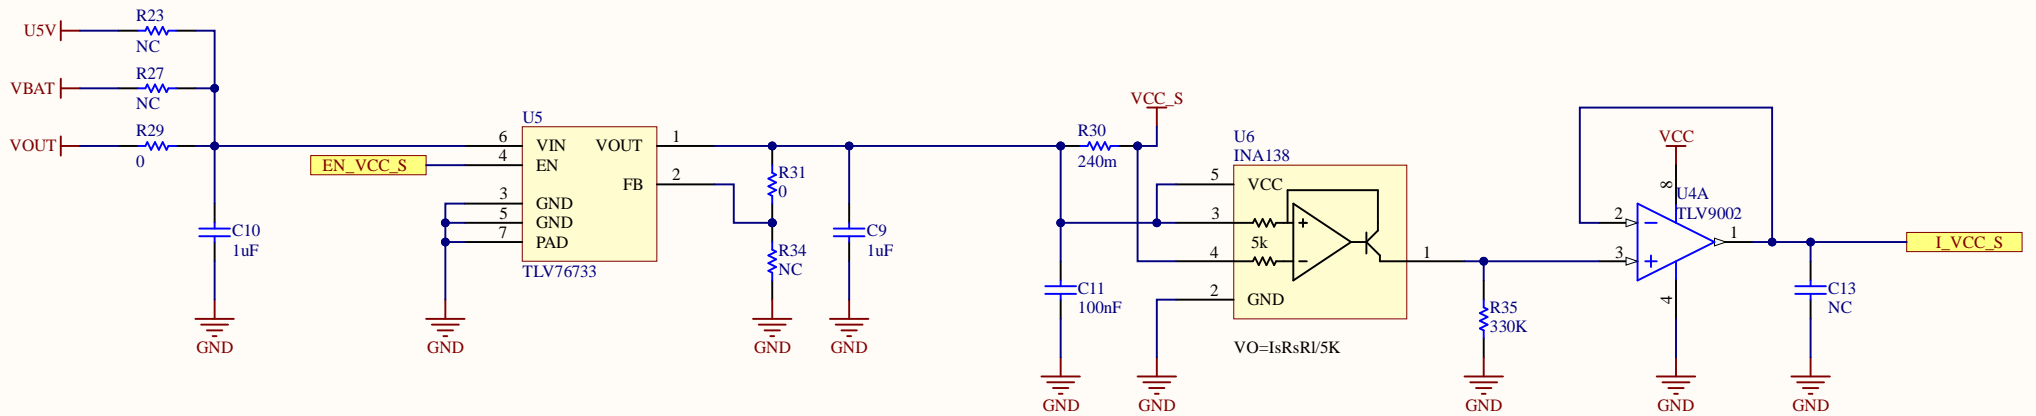 U5V
R23
NC
VBAT
R27
NC
VOUT
R29
0
C10
1uF
GND
EN_VCC_S
U5
6 VIN VOUT 1
4 EN
FB 2
3 GND
5 GND
7 PAD
TLV76733
GND
R31
0
R34
NC
GND
C9
1uF
GND
R30
240m
VCC_S
C11
100nF
GND
U6
INA138
5 VCC
3 +
5k
4 −
1
2 GND
GND
VO=IsRsRl/5K
R35
330K
GND
VCC
8
U4A
TLV9002
2 −
1
3 +
4
GND
C13
NC
GND
I_VCC_S